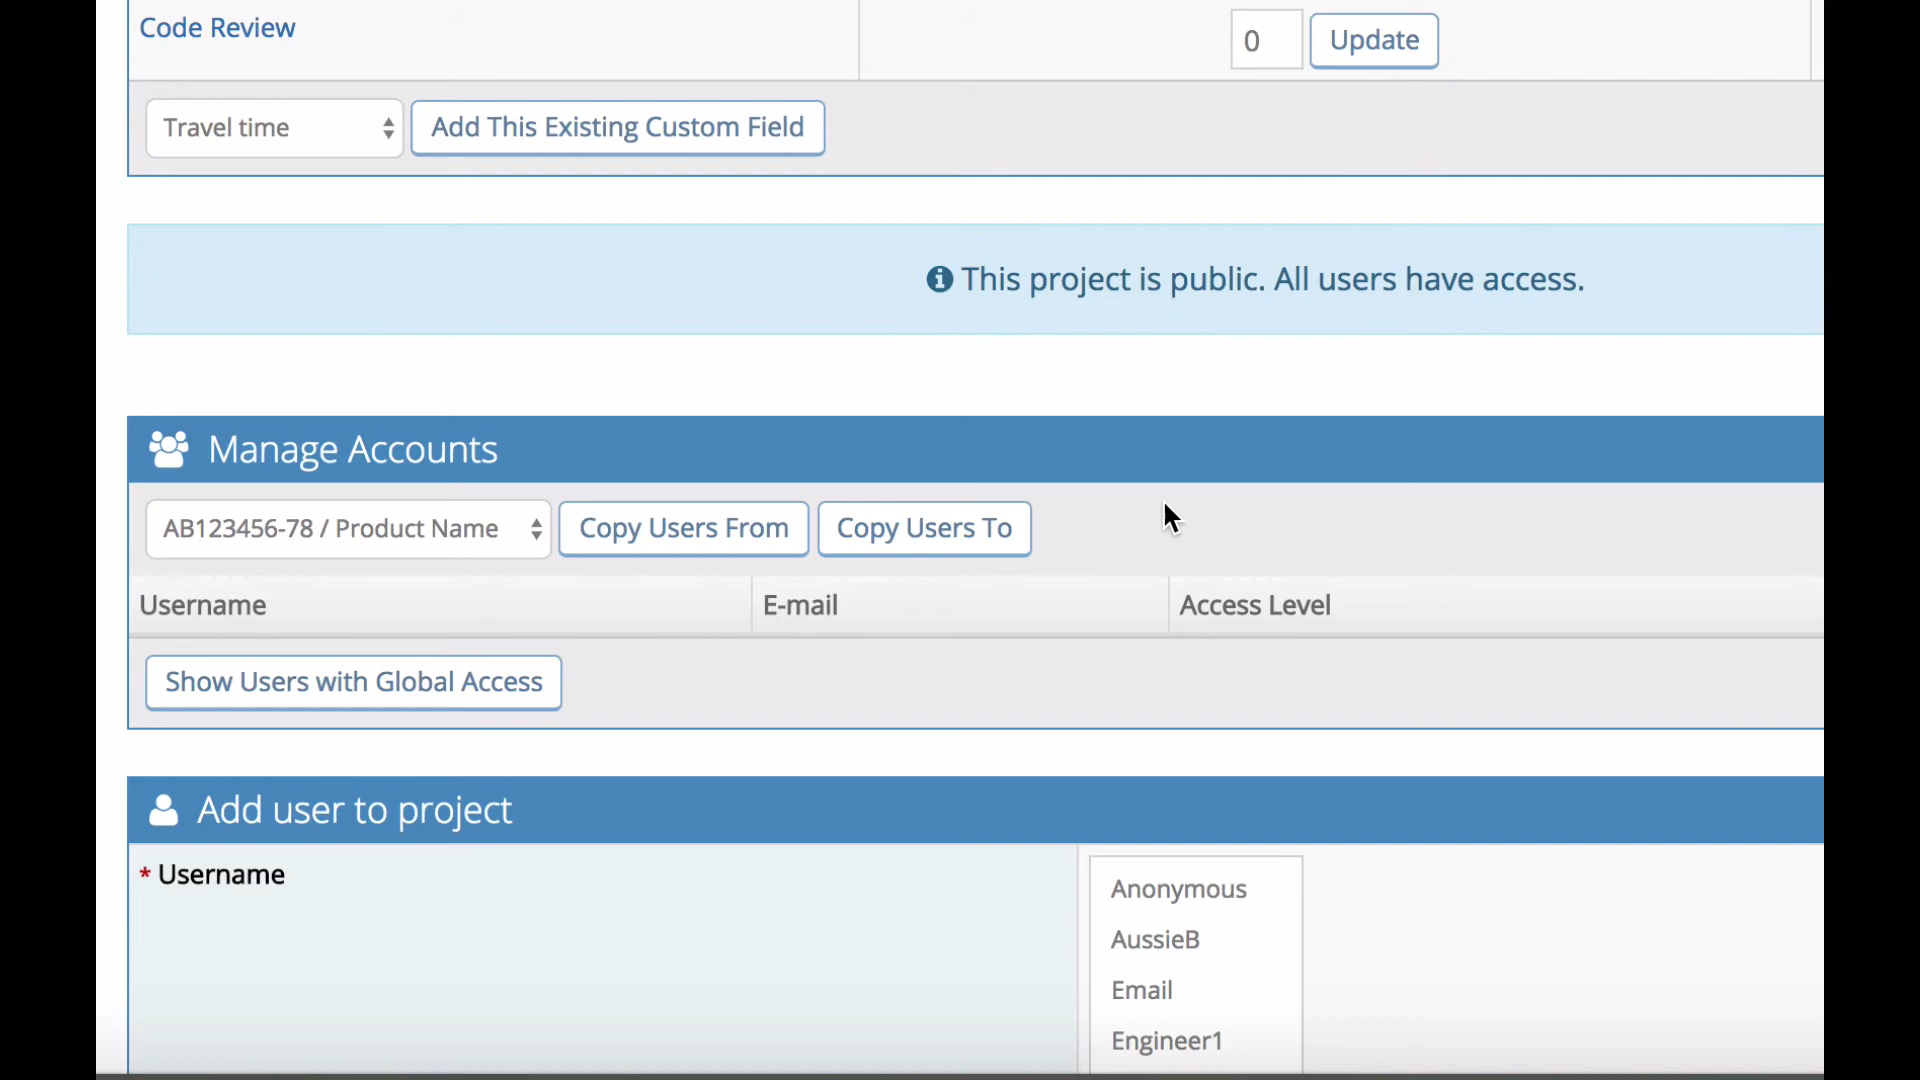 Code Review
0 Update
Travel time Add This Existing Custom Field
This project is public. All users have access.
Manage Accounts
AB123456-78 / Product Name Copy Users From Copy Users To
Username E-mail Access Level
Show Users with Global Access
Add user to project
* Username
Anonymous
AussieB
Email
Engineer1